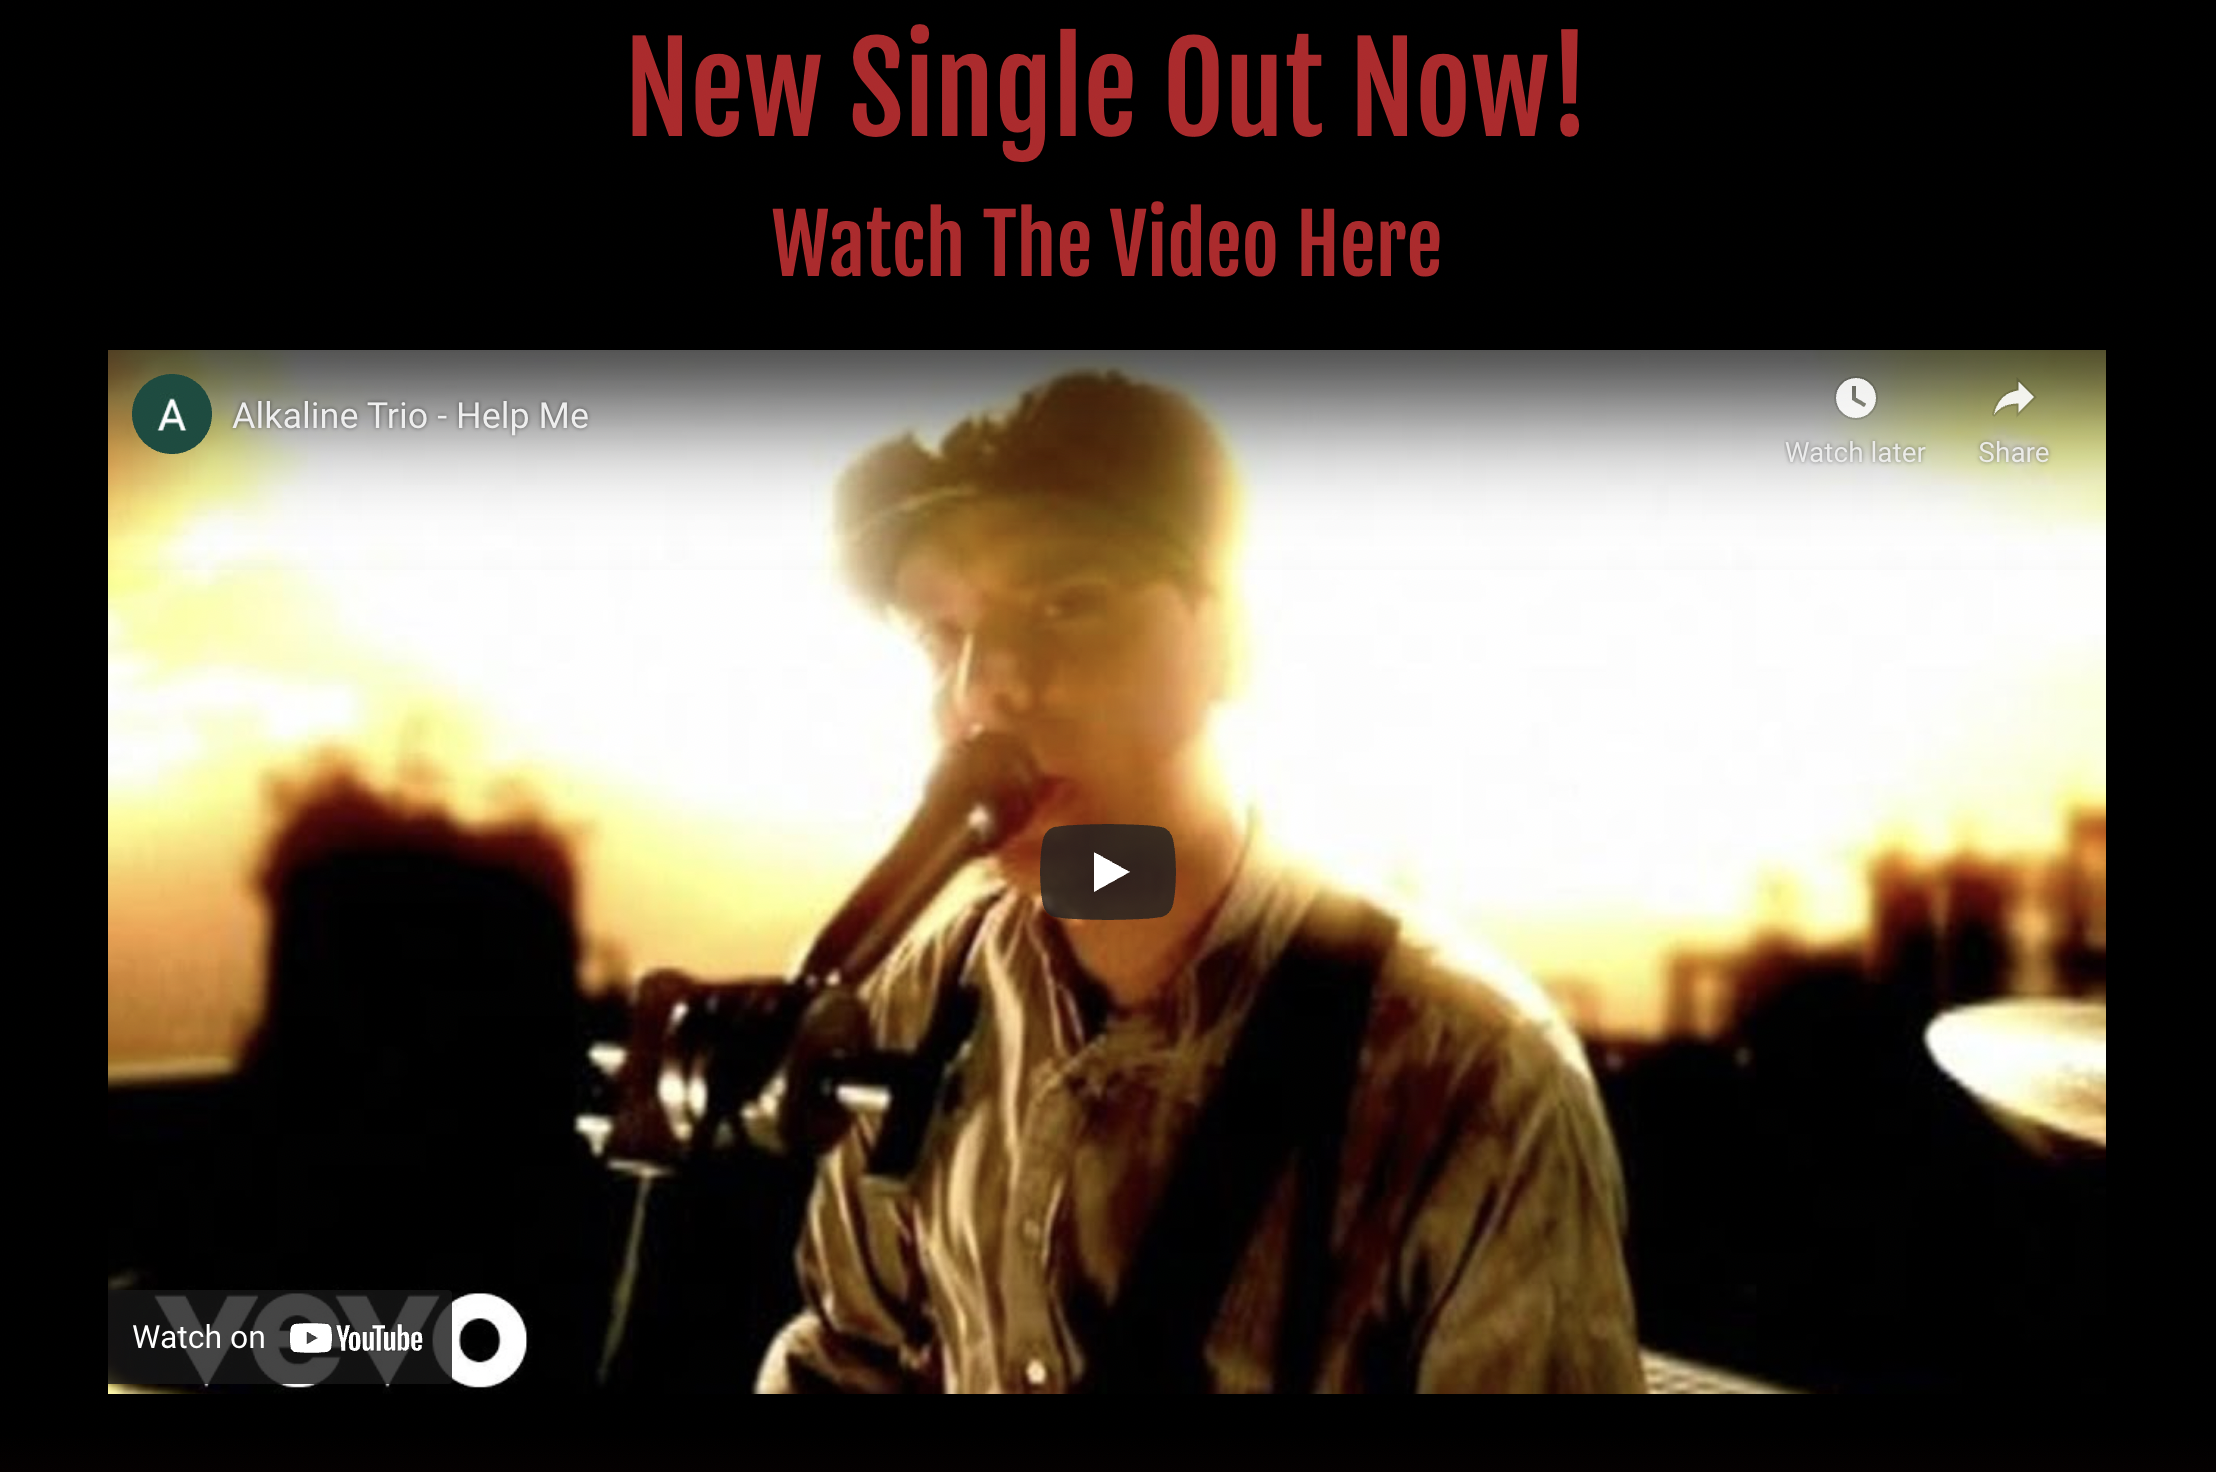 New Single Out Now!
Watch The Video Here
A
Alkaline Trio - Help Me
Watch later
Share
Watch on YouTube
vevo